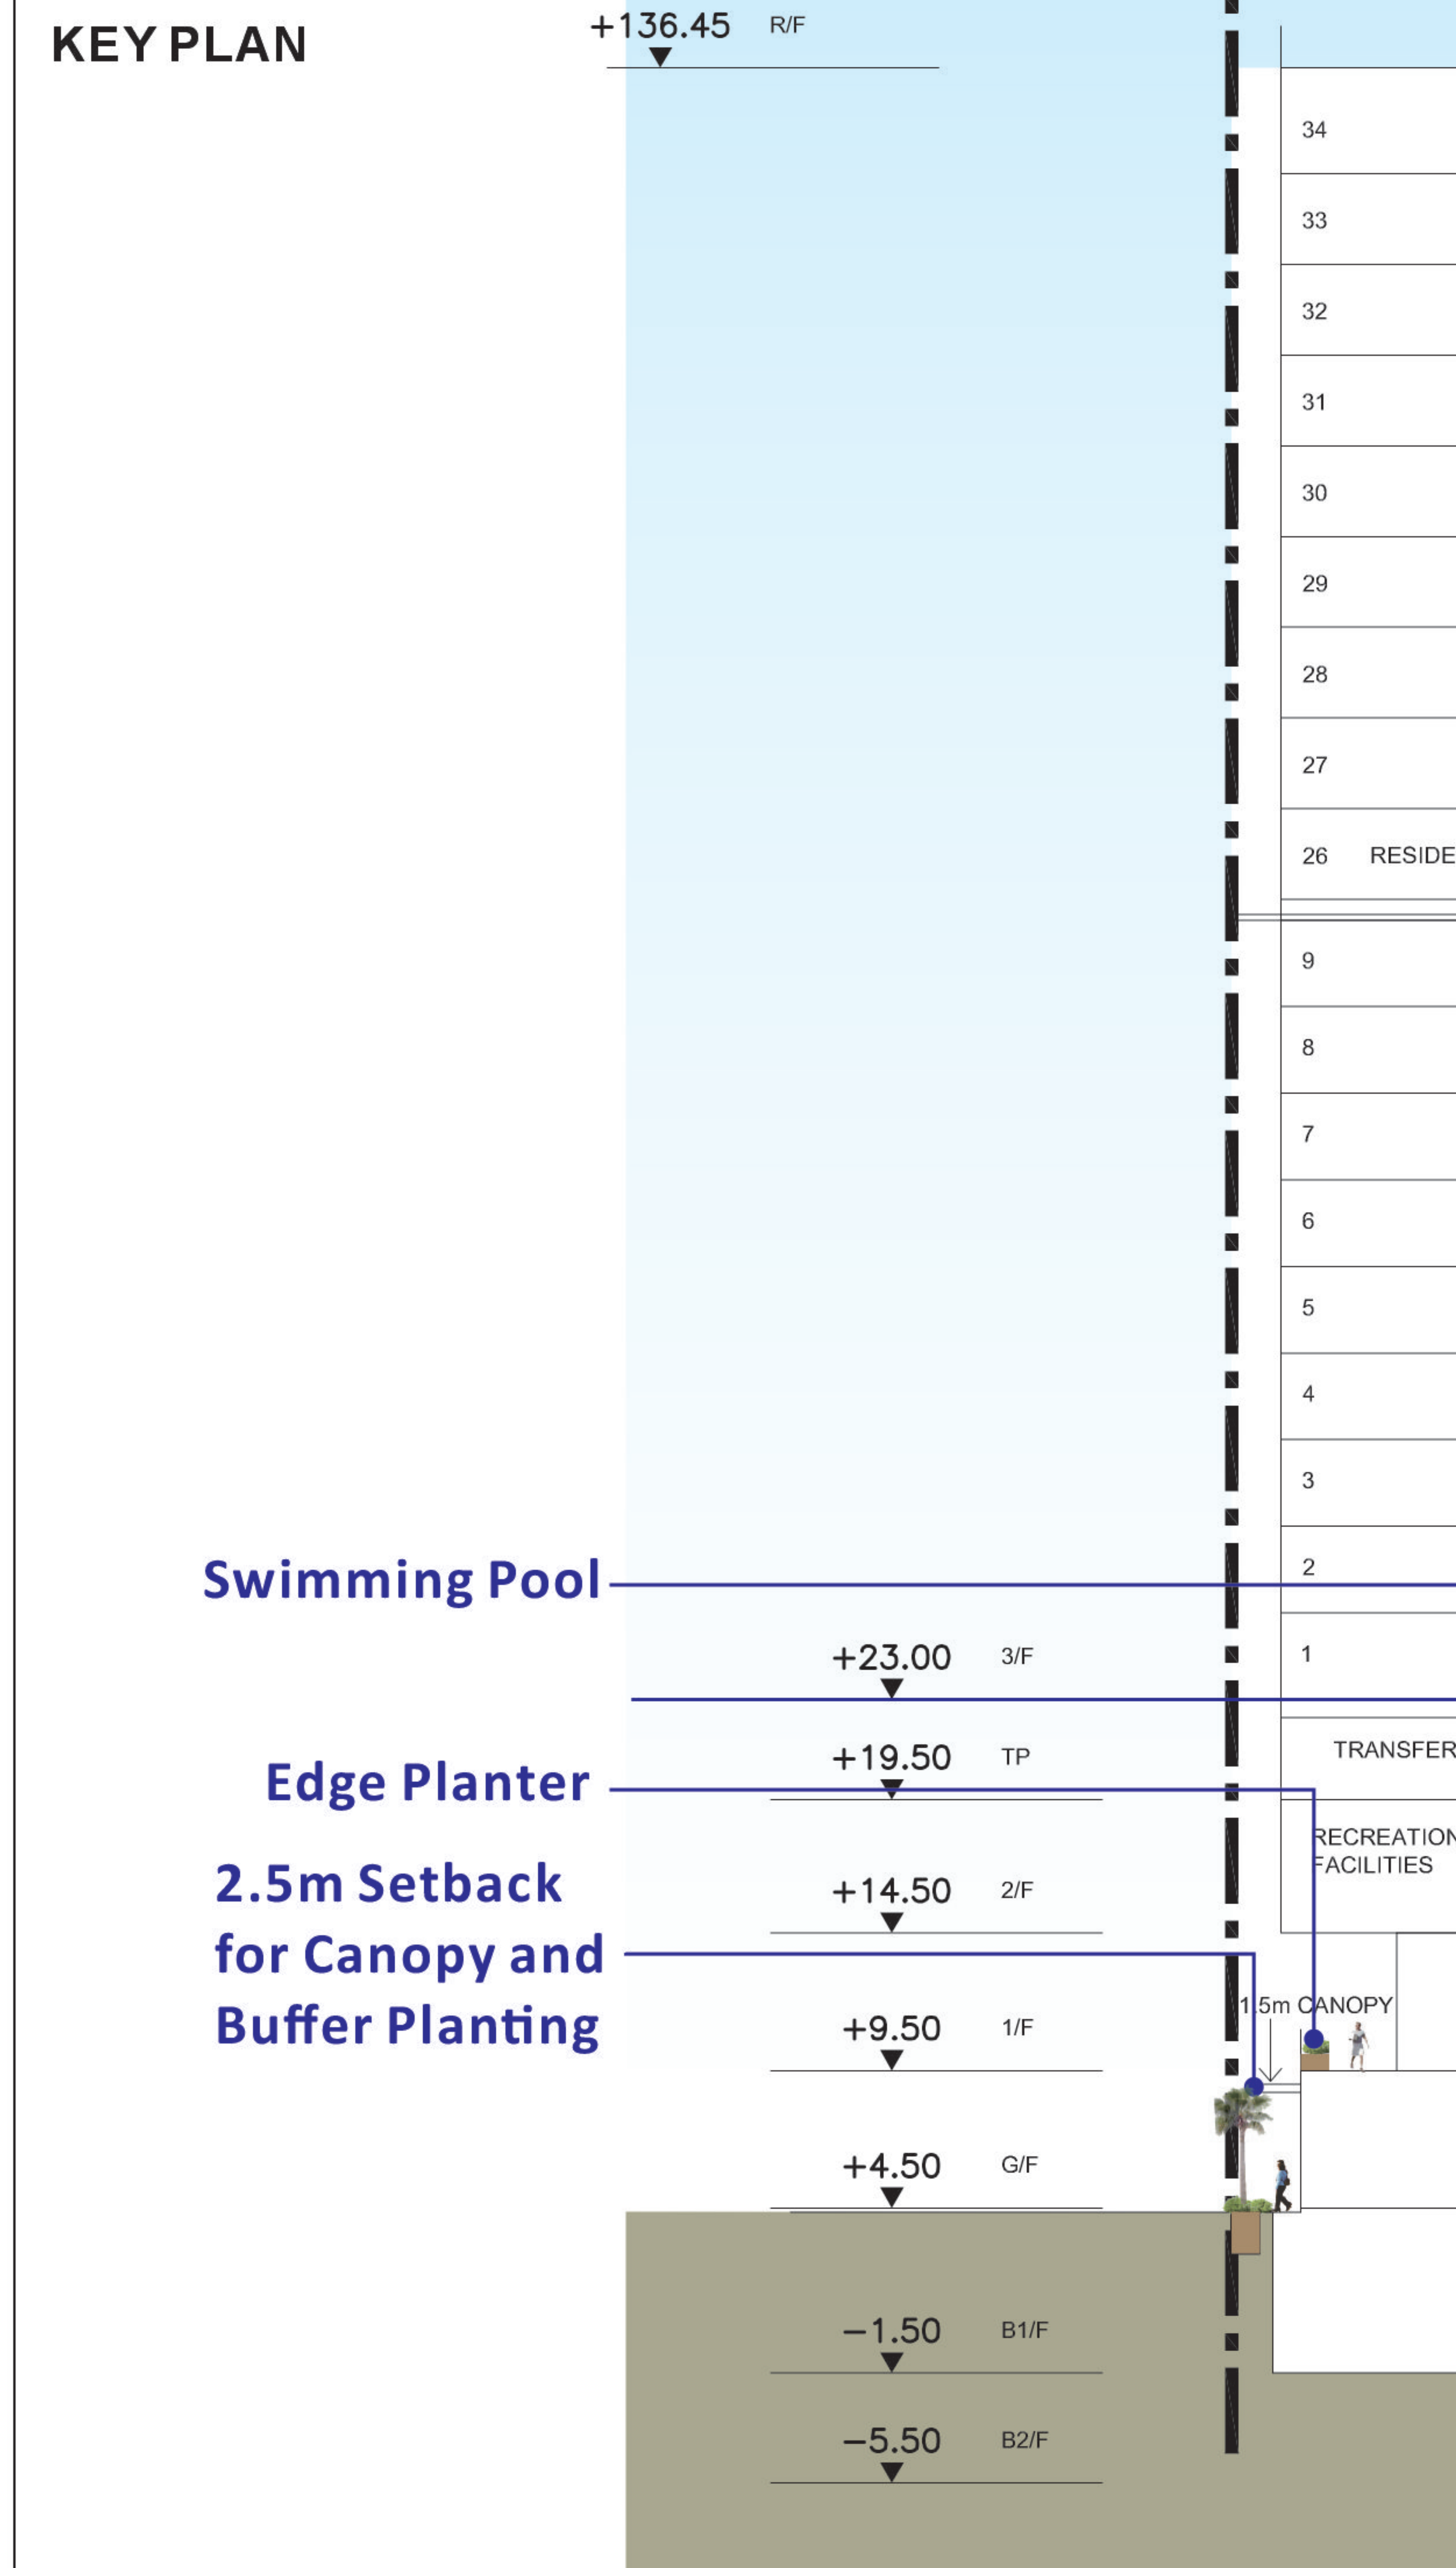 KEY PLAN
+136.45 R/F
34
33
32
31
30
29
28
27
26 RESIDE
9
8
7
6
5
4
3
2
Swimming Pool
+23.00 3/F
1
+19.50 TP
TRANSFER
Edge Planter
RECREATION
FACILITIES
2.5m Setback
for Canopy and
Buffer Planting
+14.50 2/F
1.5m CANOPY
+9.50 1/F
+4.50 G/F
−1.50 B1/F
−5.50 B2/F